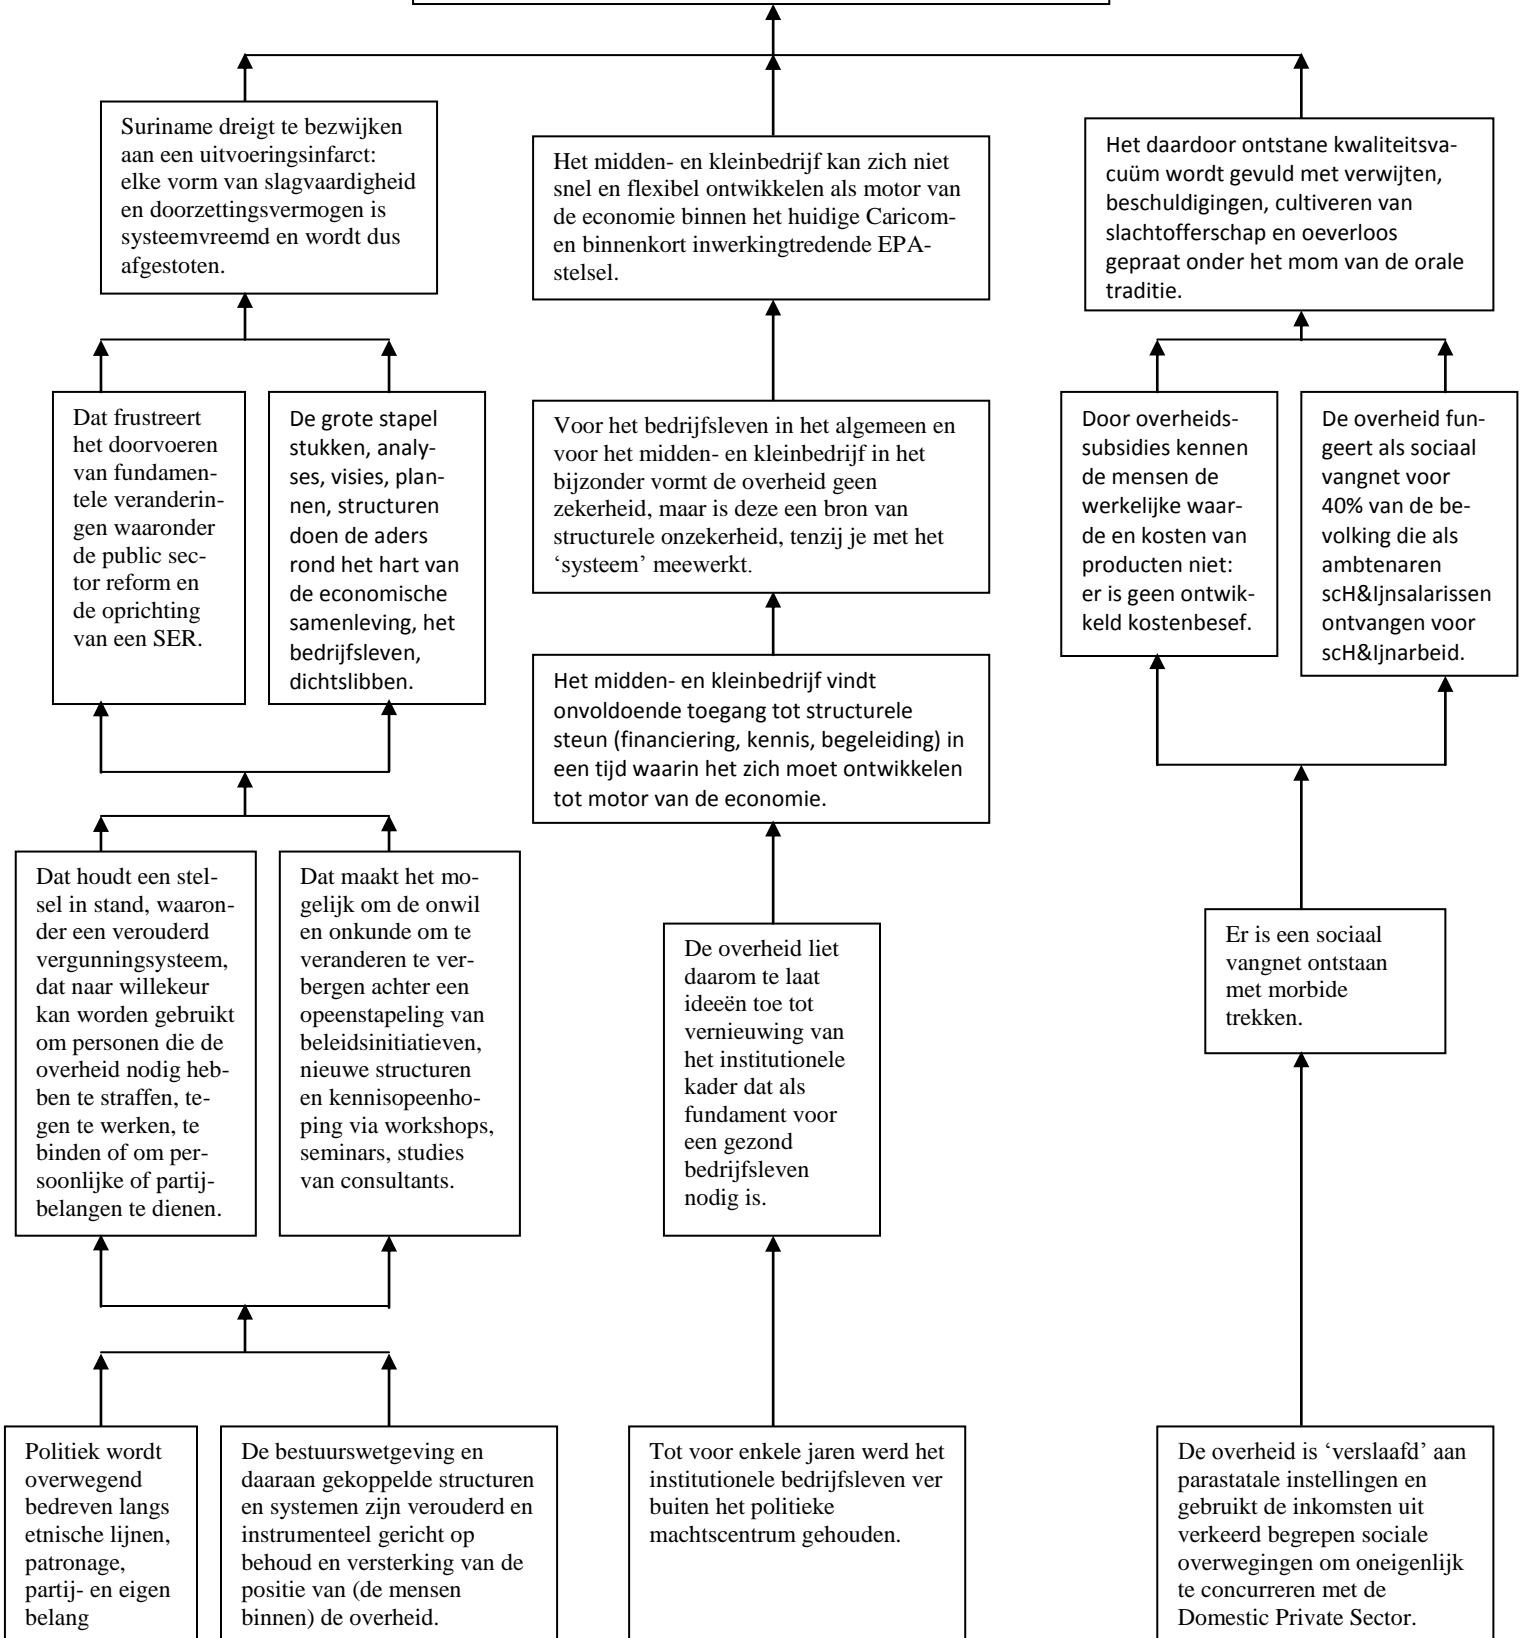 Suriname dreigt te bezwijken
aan een uitvoeringsinfarct:
elke vorm van slagvaardigheid
en doorzettingsvermogen is
systeemvreemd en wordt dus
afgestoten.
Het midden- en kleinbedrijf kan zich niet
snel en flexibel ontwikkelen als motor van
de economie binnen het huidige Caricom-
en binnenkort inwerkingtredende EPA-
stelsel.
Het daardoor ontstane kwaliteitsva-
cuüm wordt gevuld met verwijten,
beschuldigingen, cultiveren van
slachtofferschap en oeverloos
gepraat onder het mom van de orale
traditie.
Dat frustreert
het doorvoeren
van fundamen-
tele veranderin-
gen waaronder
de public sec-
tor reform en
de oprichting
van een SER.
De grote stapel
stukken, analy-
ses, visies, plan-
nen, structuren
doen de aders
rond het hart van
de economische
samenleving, het
bedrijfsleven,
dichtslibben.
Voor het bedrijfsleven in het algemeen en
voor het midden- en kleinbedrijf in het
bijzonder vormt de overheid geen
zekerheid, maar is deze een bron van
structurele onzekerheid, tenzij je met het
‘systeem’ meewerkt.
Door overheids-
subsidies kennen
de mensen de
werkelijke waar-
de en kosten van
producten niet:
er is geen ontwik-
keld kostenbesef.
De overheid fun-
geert als sociaal
vangnet voor
40% van de be-
volking die als
ambtenaren
scH&Ijnsalarissen
ontvangen voor
scH&Ijnarbeid.
Het midden- en kleinbedrijf vindt
onvoldoende toegang tot structurele
steun (financiering, kennis, begeleiding) in
een tijd waarin het zich moet ontwikkelen
tot motor van de economie.
Dat houdt een stel-
sel in stand, waaron-
der een verouderd
vergunningsysteem,
dat naar willekeur
kan worden gebruikt
om personen die de
overheid nodig heb-
ben te straffen, te-
gen te werken, te
binden of om per-
soonlijke of partij-
belangen te dienen.
Dat maakt het mo-
gelijk om de onwil
en onkunde om te
veranderen te ver-
bergen achter een
opeenstapeling van
beleidsinitiatieven,
nieuwe structuren
en kennisopeenho-
ping via workshops,
seminars, studies
van consultants.
De overheid liet
daarom te laat
ideeën toe tot
vernieuwing van
het institutionele
kader dat als
fundament voor
een gezond
bedrijfsleven
nodig is.
Er is een sociaal
vangnet ontstaan
met morbide
trekken.
Politiek wordt
overwegend
bedreven langs
etnische lijnen,
patronage,
partij- en eigen
belang
De bestuurswetgeving en
daaraan gekoppelde structuren
en systemen zijn verouderd en
instrumenteel gericht op
behoud en versterking van de
positie van (de mensen
binnen) de overheid.
Tot voor enkele jaren werd het
institutionele bedrijfsleven ver
buiten het politieke
machtscentrum gehouden.
De overheid is ‘verslaafd’ aan
parastatale instellingen en
gebruikt de inkomsten uit
verkeerd begrepen sociale
overwegingen om oneigenlijk
te concurreren met de
Domestic Private Sector.